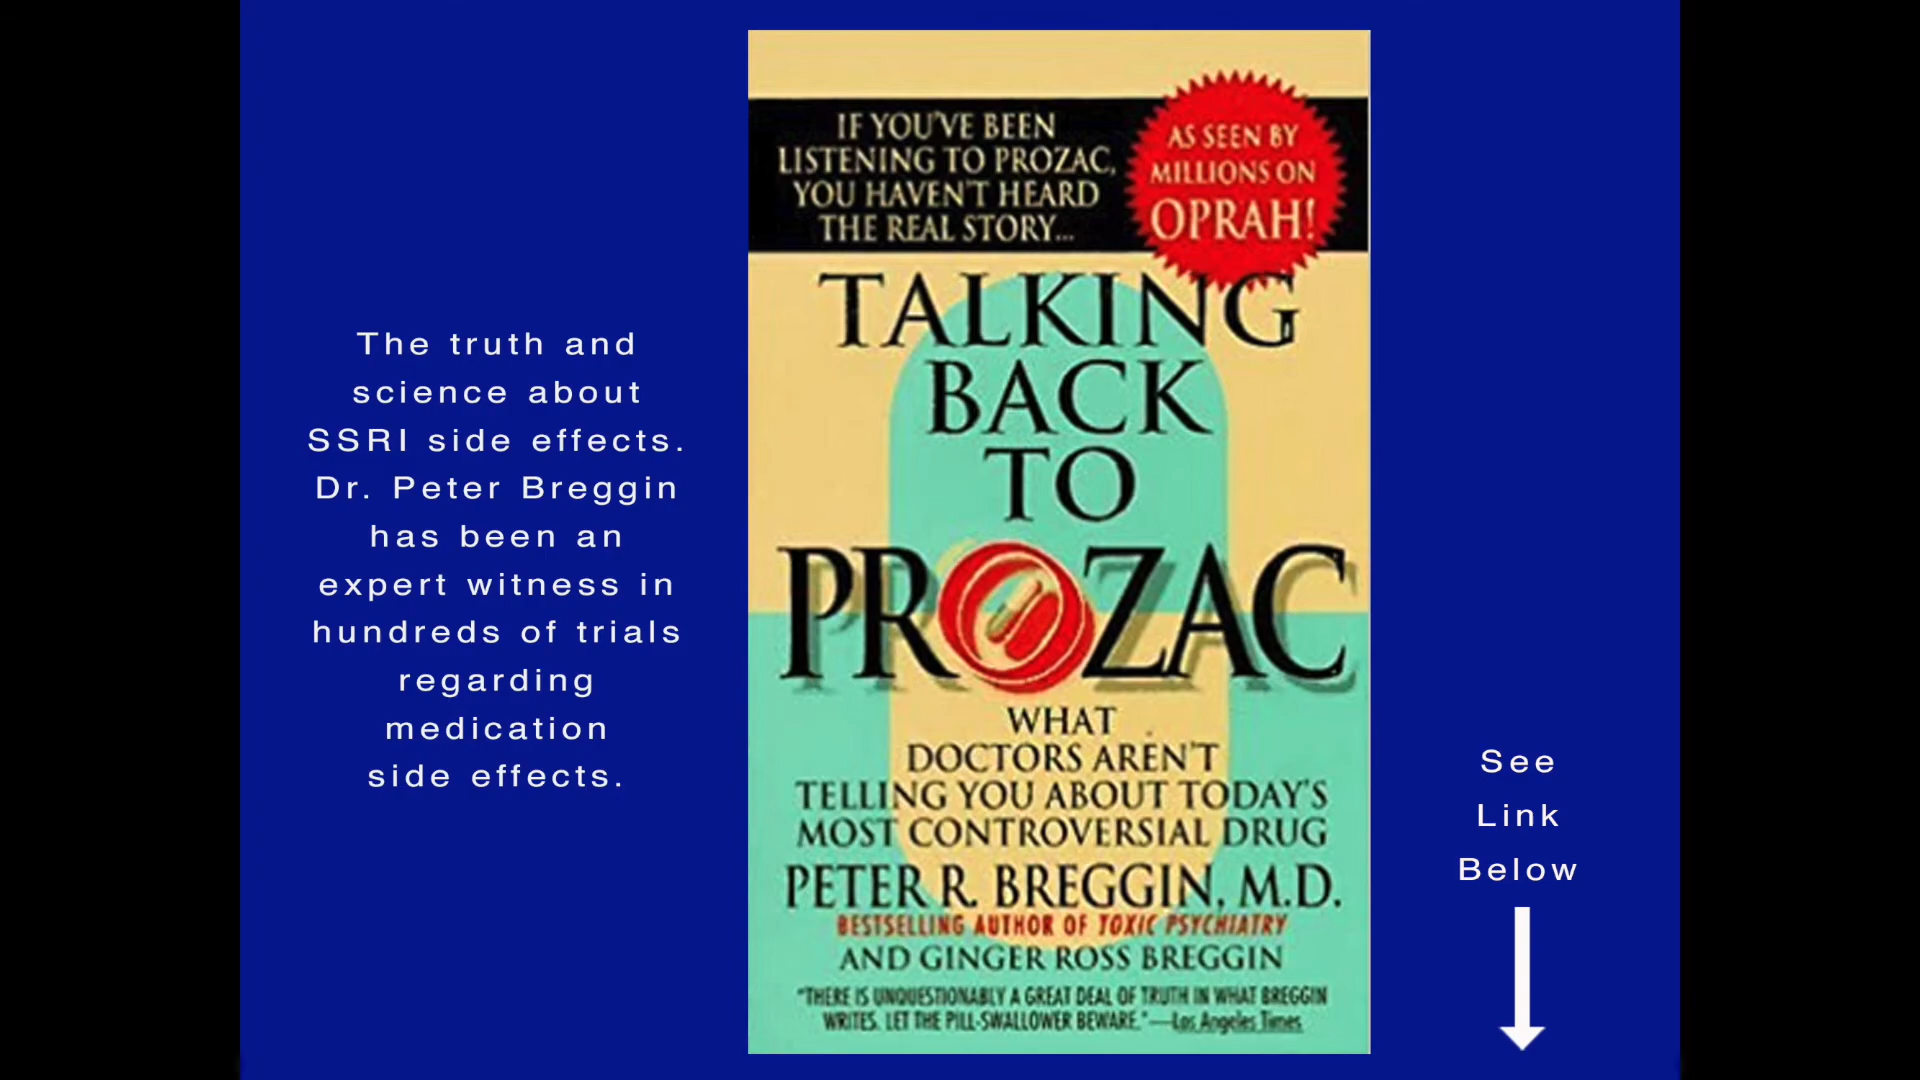 The truth and
science about
SSRI side effects.
Dr. Peter Breggin
has been an
expert witness in
hundreds of trials
regarding
medication
side effects.
IF YOU'VE BEEN
LISTENING TO PROZAC,
YOU HAVEN'T HEARD
THE REAL STORY...
AS SEEN BY
MILLIONS ON
OPRAH!
TALKING
BACK
TO
PROZAC
WHAT
DOCTORS AREN'T
TELLING YOU ABOUT TODAY'S
MOST CONTROVERSIAL DRUG
PETER R. BREGGIN, M.D.
BESTSELLING AUTHOR OF TOXIC PSYCHIATRY
AND GINGER ROSS BREGGIN
"THERE IS UNQUESTIONABLY A GREAT DEAL OF TRUTH IN WHAT BREGGIN
WRITES. LET THE PILL-SWALLOWER BEWARE."—Los Angeles Times
See
Link
Below